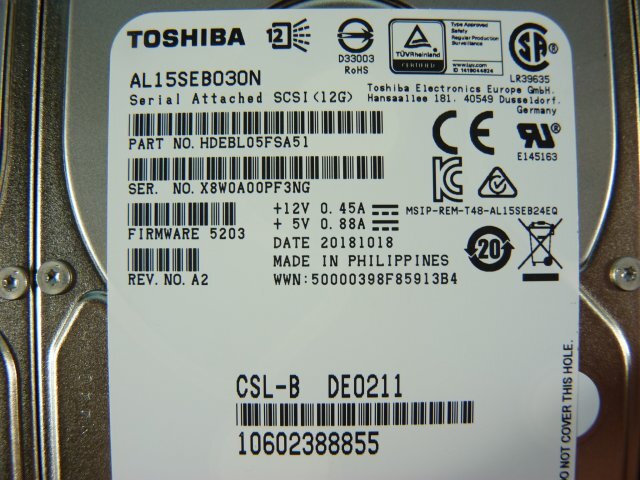 TOSHIBA
12
D33003
RoHS
TÜVRheinland
CERTIFIED
Type Approved
Safety
Regular Production
Surveillance
www.tuv.com
LR39635
AL15SEB030N
Serial Attached SCSI(12G)
Toshiba Electronics Europe GmbH.
Hansaallee 181. 40549 Dusseldorf.
Germany
PART NO. HDEBL05FSA51
CE
E145163
SER. NO. X8W0A00PF3NG
MSIP-REM-T48-AL15SEB24EQ
+12V 0.45A
+ 5V 0.88A
FIRMWARE 5203
DATE 20181018
20
MADE IN PHILIPPINES
REV. NO. A2
WWN: 50000398F85913B4
CSL-B DE0211
10602388855
O NOT COVER THIS HOLE.